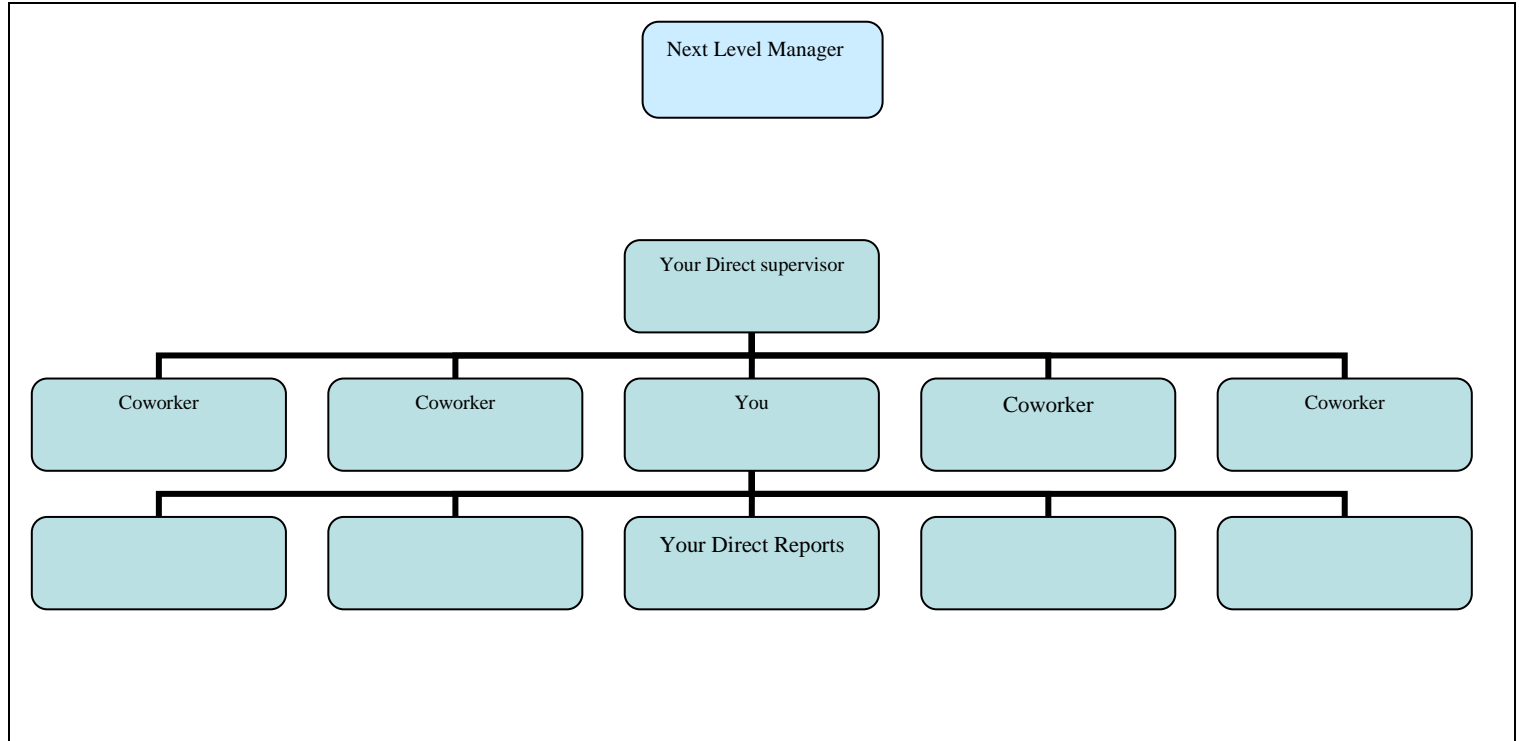 Next Level Manager
Your Direct supervisor
Coworker
Coworker
You
Coworker
Coworker
Your Direct Reports